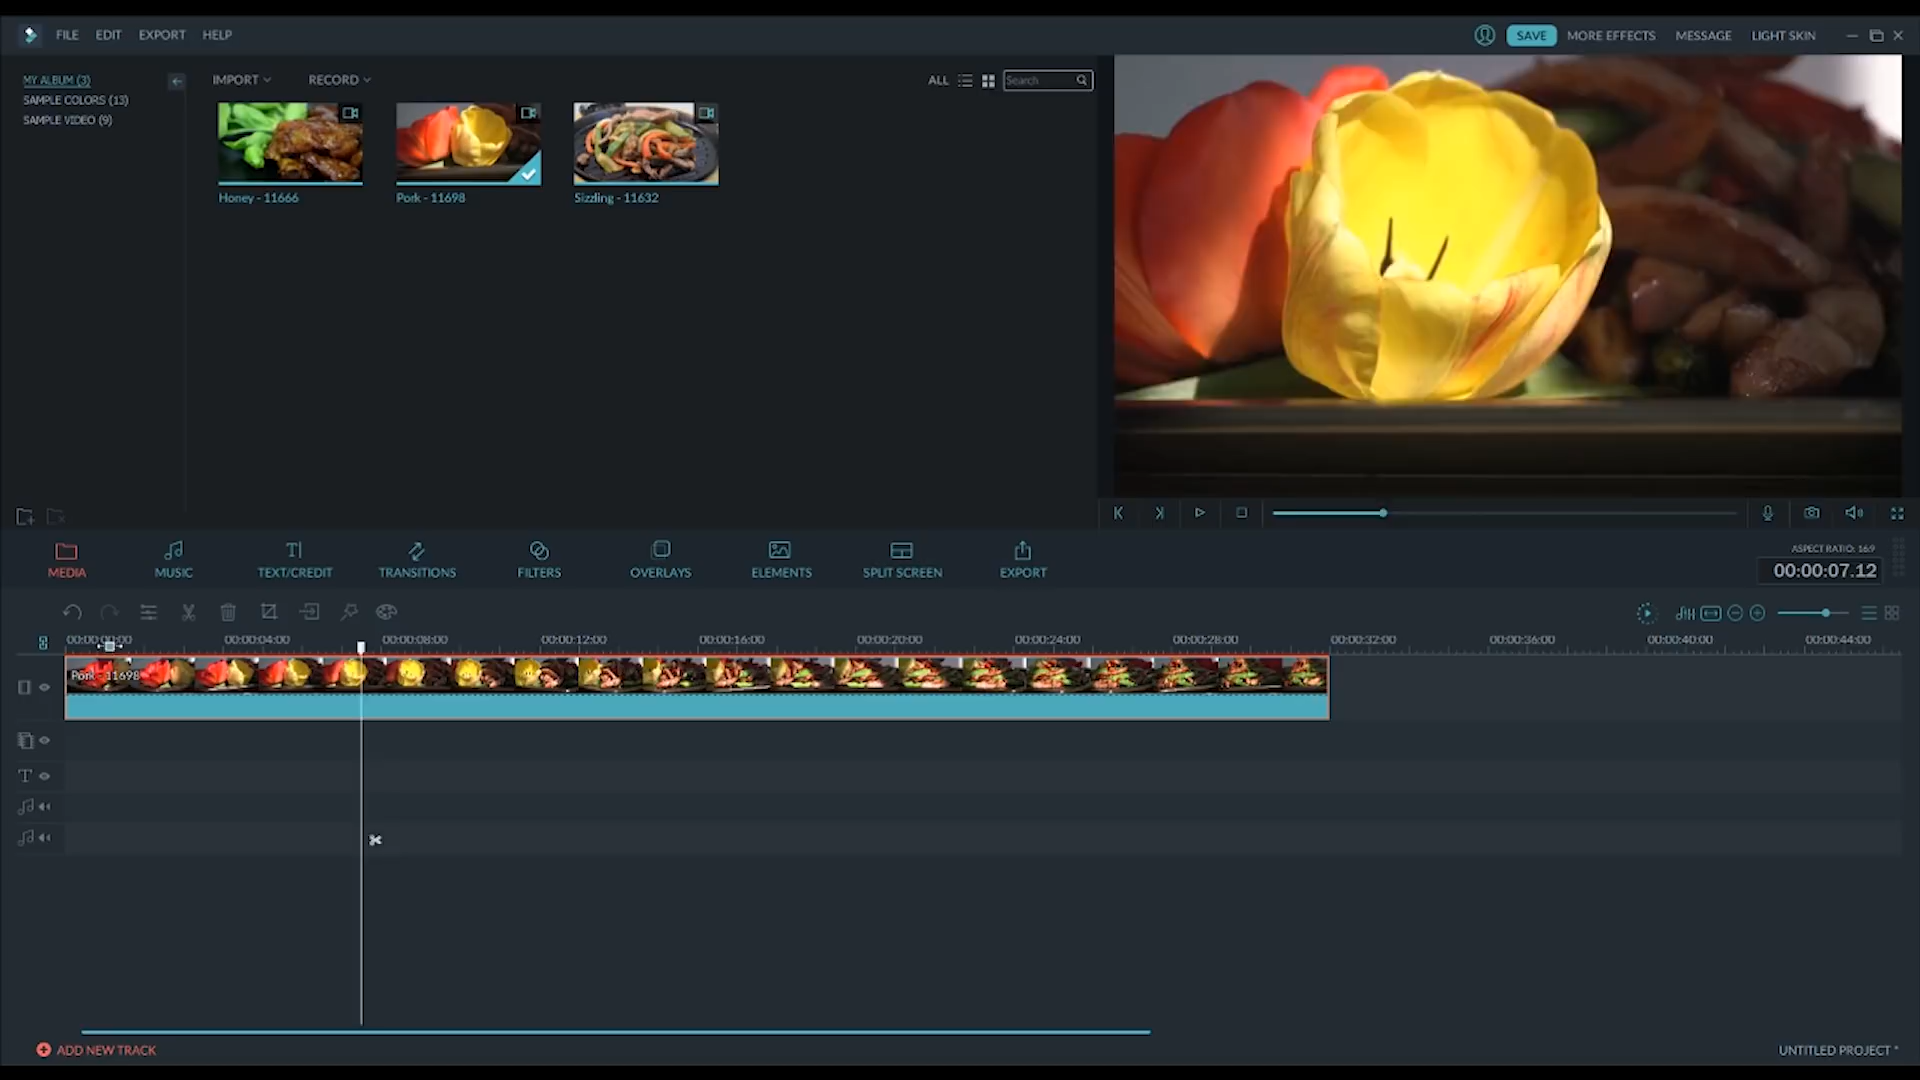 FILE EDIT EXPORT HELP
SAVE MORE EFFECTS MESSAGE LIGHT SKIN
MY ALBUM (3)
SAMPLE COLORS (13)
SAMPLE VIDEO (9)
IMPORT RECORD ALL Search
Honey - 11666 Pork - 11698 Sizzling - 11632
MEDIA MUSIC TEXT/CREDIT TRANSITIONS FILTERS OVERLAYS ELEMENTS SPLIT SCREEN EXPORT
ASPECT RATIO: 16:9
00:00:07.12
00:00:00:00 00:00:04:00 00:00:08:00 00:00:12:00 00:00:16:00 00:00:20:00 00:00:24:00 00:00:28:00 00:00:32:00 00:00:36:00 00:00:40:00 00:00:44:00
Pork - 11698
ADD NEW TRACK
UNTITLED PROJECT *